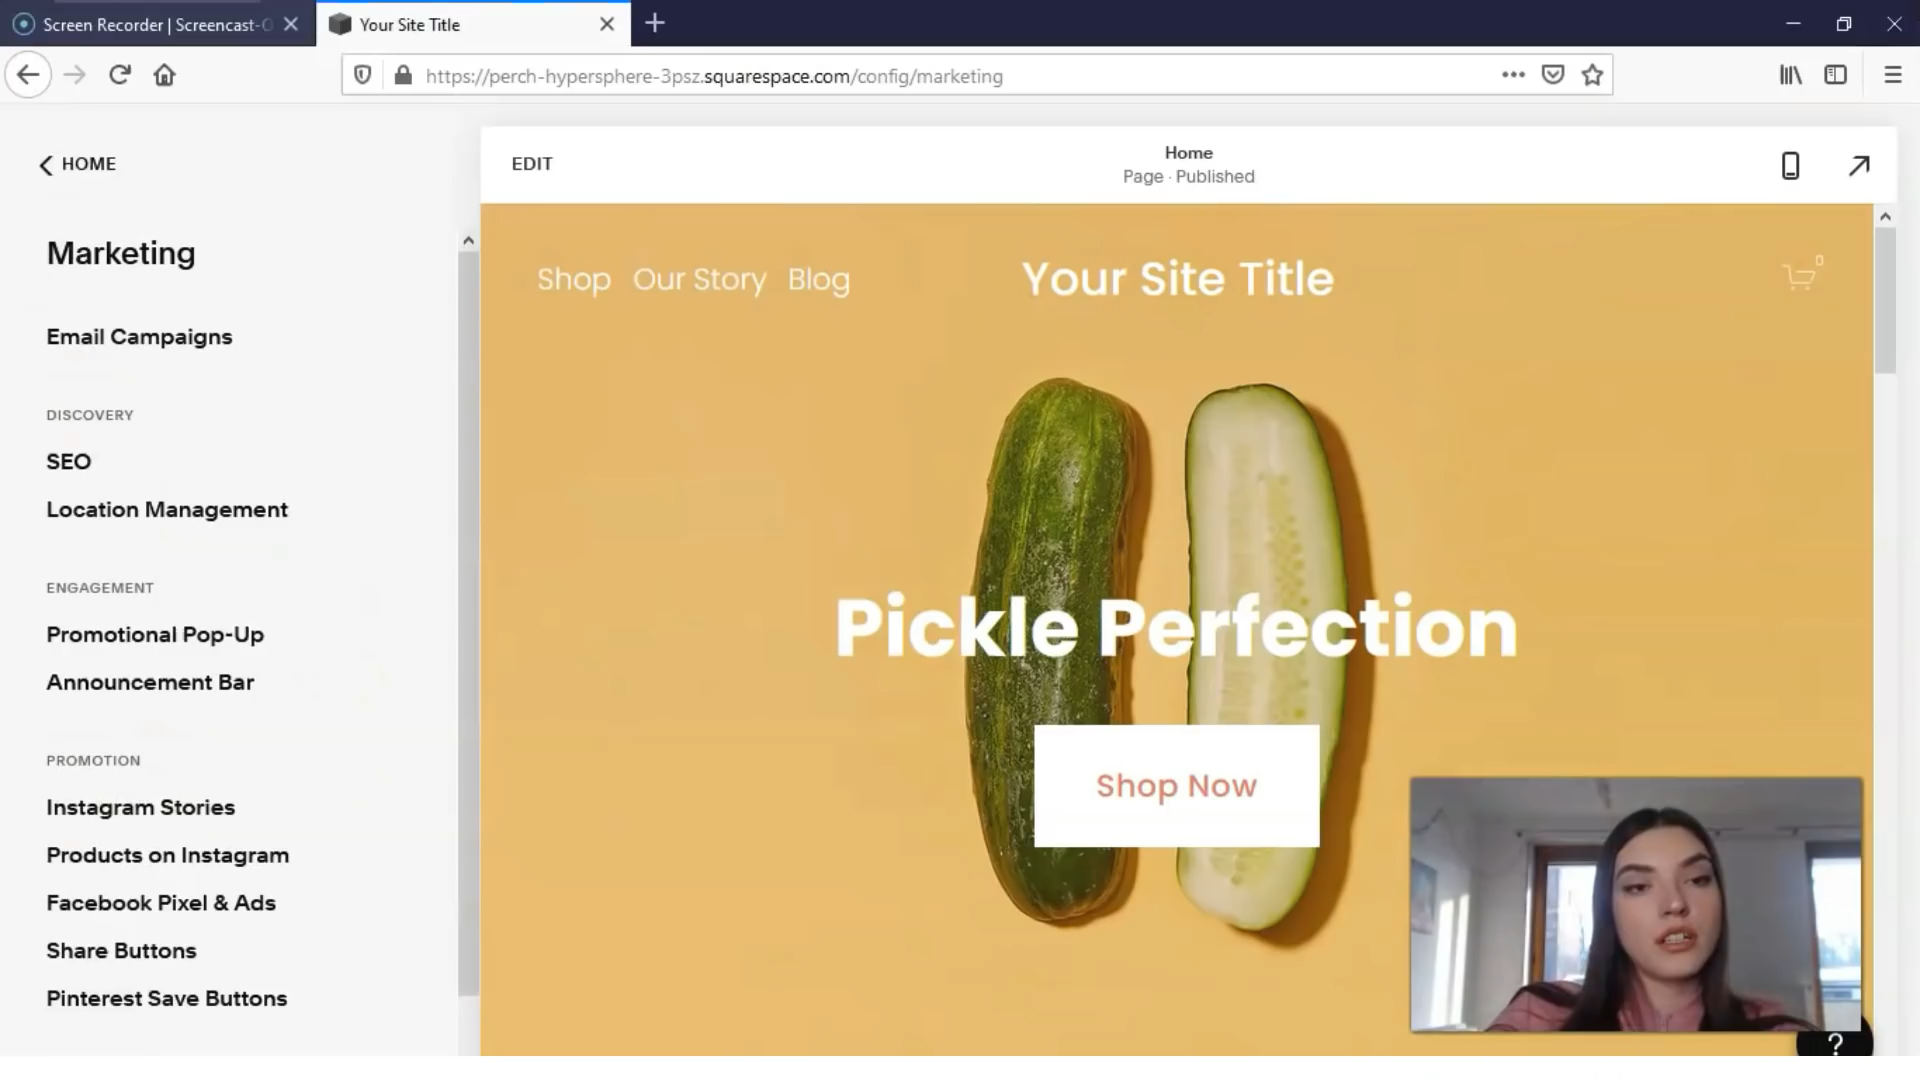 Screen Recorder | Screencast-O
Your Site Title
https://perch-hypersphere-3psz.squarespace.com/config/marketing
HOME
EDIT
Home
Page · Published
Marketing
Email Campaigns
DISCOVERY
SEO
Location Management
ENGAGEMENT
Promotional Pop-Up
Announcement Bar
PROMOTION
Instagram Stories
Products on Instagram
Facebook Pixel & Ads
Share Buttons
Pinterest Save Buttons
Shop Our Story Blog
Your Site Title
0
Pickle Perfection
Shop Now
?